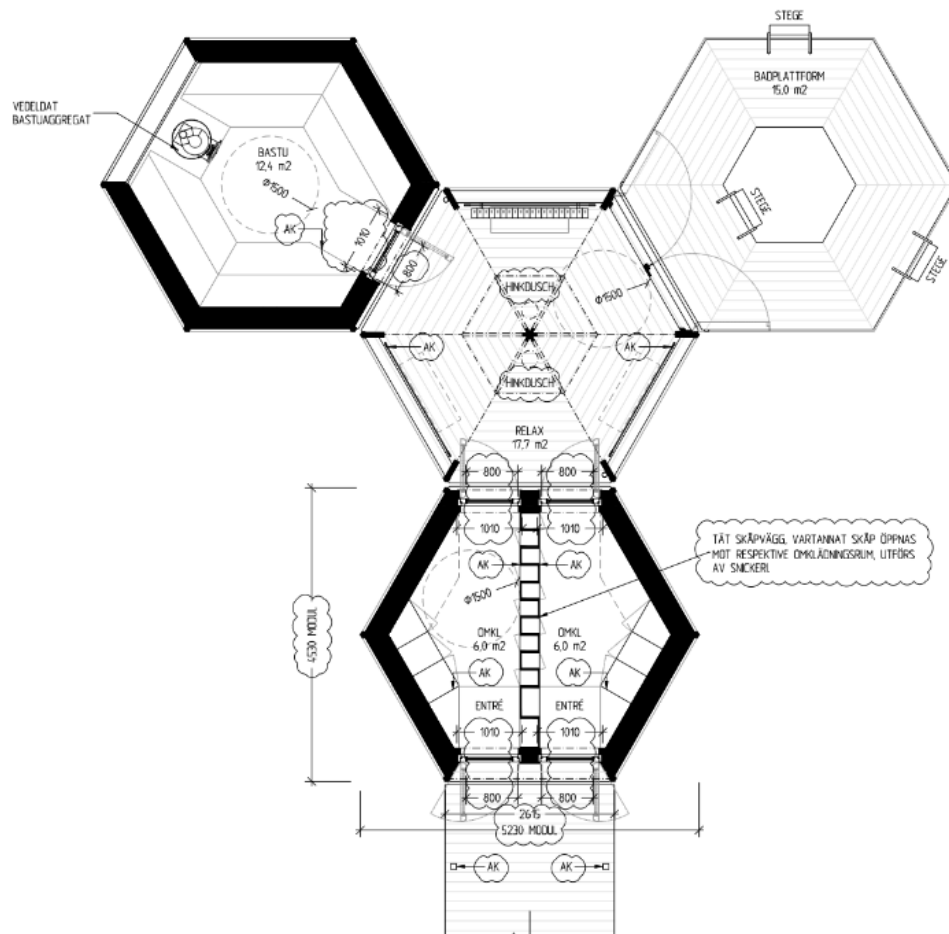 STEGE
BADPLATTFORM
15,0 m2
VEDELDAT
BASTUAGGREGAT
BASTU
12,4 m2
Ø1500
AK
1010
800
STEGE
STEGE
HINKDUSCH
Ø1500
AK
AK
HINKDUSCH
RELAX
17,7 m2
800
800
1010
1010
TÄT SKÅPVÄGG, VARTANNAT SKÅP ÖPPNAS
MOT RESPEKTIVE OMKLÄDNINGSRUM, UTFÖRS
AV SNICKERI.
AK
AK
Ø1500
4530 MODUL
OMKL
6,0 m2
OMKL
6,0 m2
AK
AK
ENTRÉ
ENTRÉ
1010
1010
800
800
2615
5230 MODUL
AK
AK